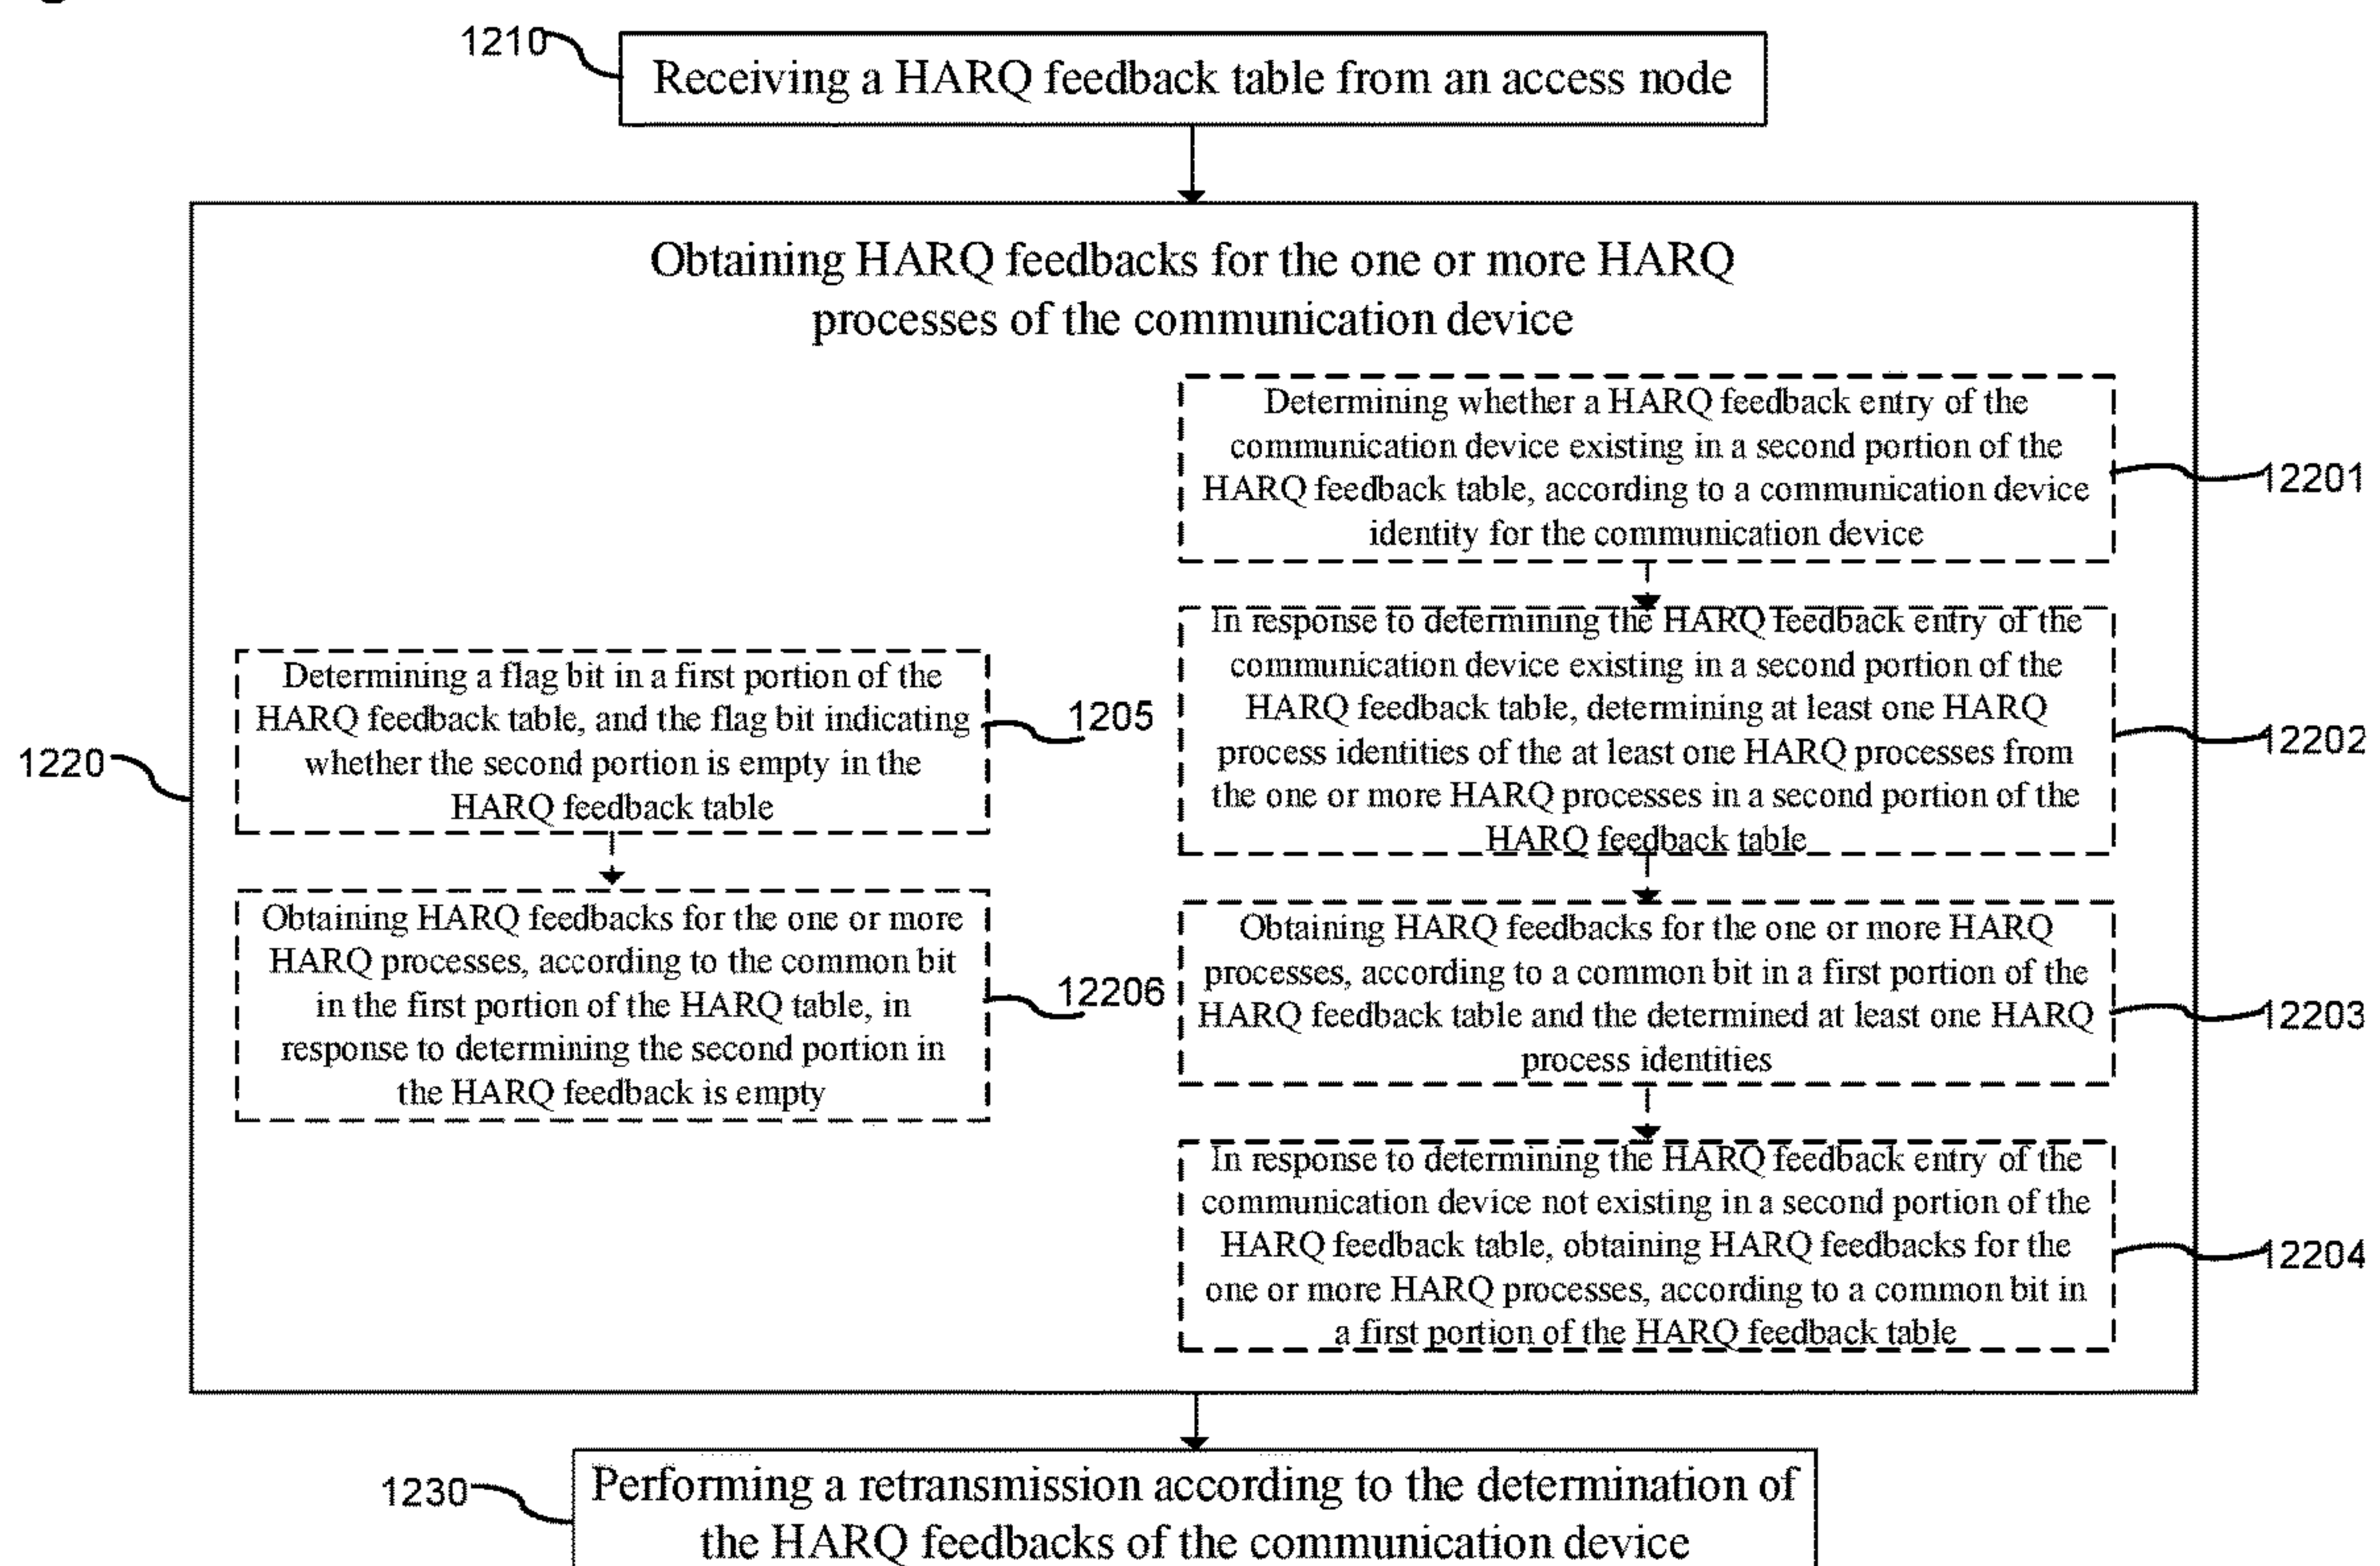 1210
Receiving a HARQ feedback table from an access node
Obtaining HARQ feedbacks for the one or more HARQ
processes of the communication device
1220
Determining a flag bit in a first portion of the
HARQ feedback table, and the flag bit indicating
whether the second portion is empty in the
HARQ feedback table
1205
Obtaining HARQ feedbacks for the one or more
HARQ processes, according to the common bit
in the first portion of the HARQ table, in
response to determining the second portion in
the HARQ feedback is empty
12206
Determining whether a HARQ feedback entry of the
communication device existing in a second portion of the
HARQ feedback table, according to a communication device
identity for the communication device
12201
In response to determining the HARQ feedback entry of the
communication device existing in a second portion of the
HARQ feedback table, determining at least one HARQ
process identities of the at least one HARQ processes from
the one or more HARQ processes in a second portion of the
HARQ feedback table
12202
Obtaining HARQ feedbacks for the one or more HARQ
processes, according to a common bit in a first portion of the
HARQ feedback table and the determined at least one HARQ
process identities
12203
In response to determining the HARQ feedback entry of the
communication device not existing in a second portion of the
HARQ feedback table, obtaining HARQ feedbacks for the
one or more HARQ processes, according to a common bit in
a first portion of the HARQ feedback table
12204
1230
Performing a retransmission according to the determination of
the HARQ feedbacks of the communication device